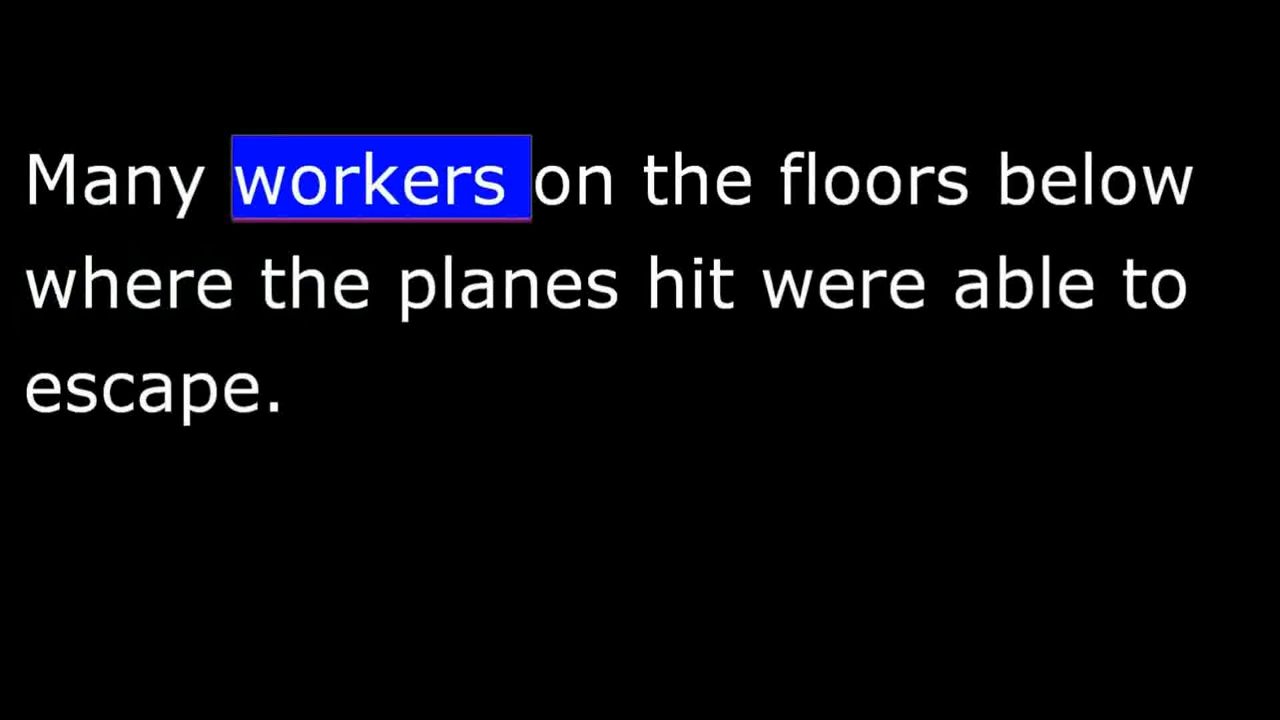 Many workers on the floors below
where the planes hit were able to
escape.